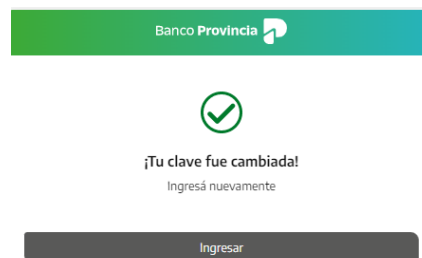 Banco Provincia
¡Tu clave fue cambiada!
Ingresá nuevamente
Ingresar